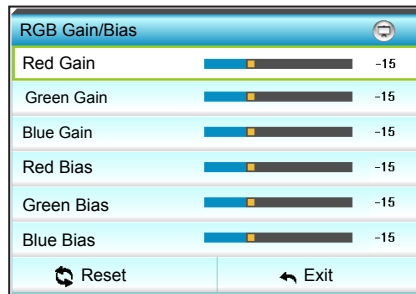 RGB Gain/Bias
Red Gain -15
Green Gain -15
Blue Gain -15
Red Bias -15
Green Bias -15
Blue Bias -15
Reset Exit